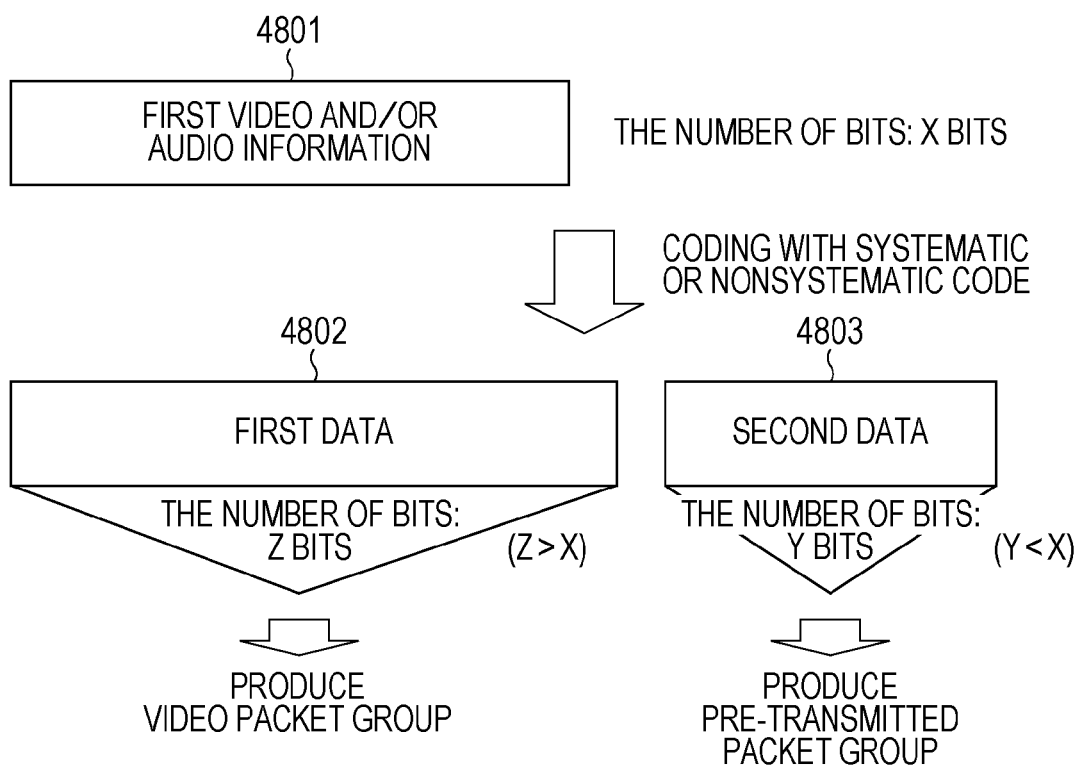 4801
FIRST VIDEO AND/OR
AUDIO INFORMATION
THE NUMBER OF BITS: X BITS
CODING WITH SYSTEMATIC
OR NONSYSTEMATIC CODE
4802
4803
FIRST DATA
SECOND DATA
THE NUMBER OF BITS:
Z BITS
(Z > X)
THE NUMBER OF BITS:
Y BITS
(Y < X)
PRODUCE
VIDEO PACKET GROUP
PRODUCE
PRE-TRANSMITTED
PACKET GROUP